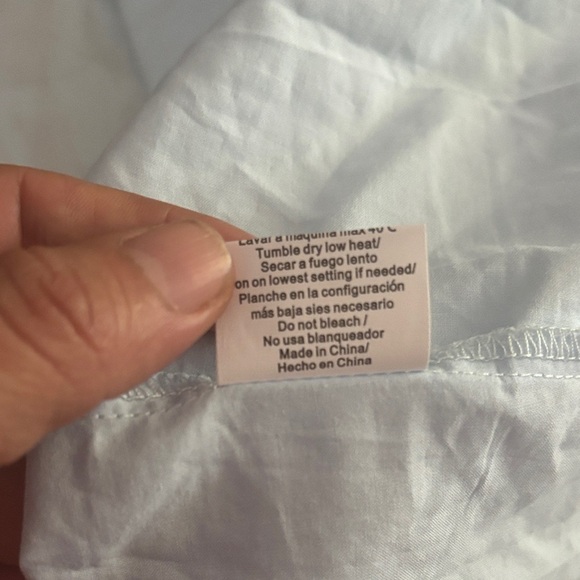 Lavar a maquina max 40 C
Tumble dry low heat/
Secar a fuego lento
on on lowest setting if needed/
Planche en la configuración
más baja sies necesario
Do not bleach /
No usa blanqueador
Made in China/
Hecho en China